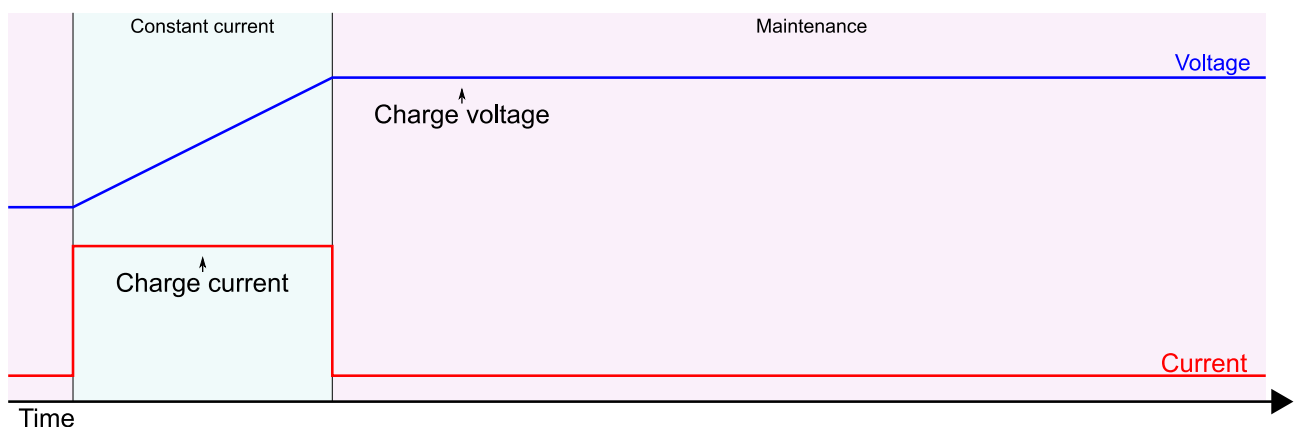 Constant current
Maintenance
Voltage
Charge voltage
Charge current
Current
Time